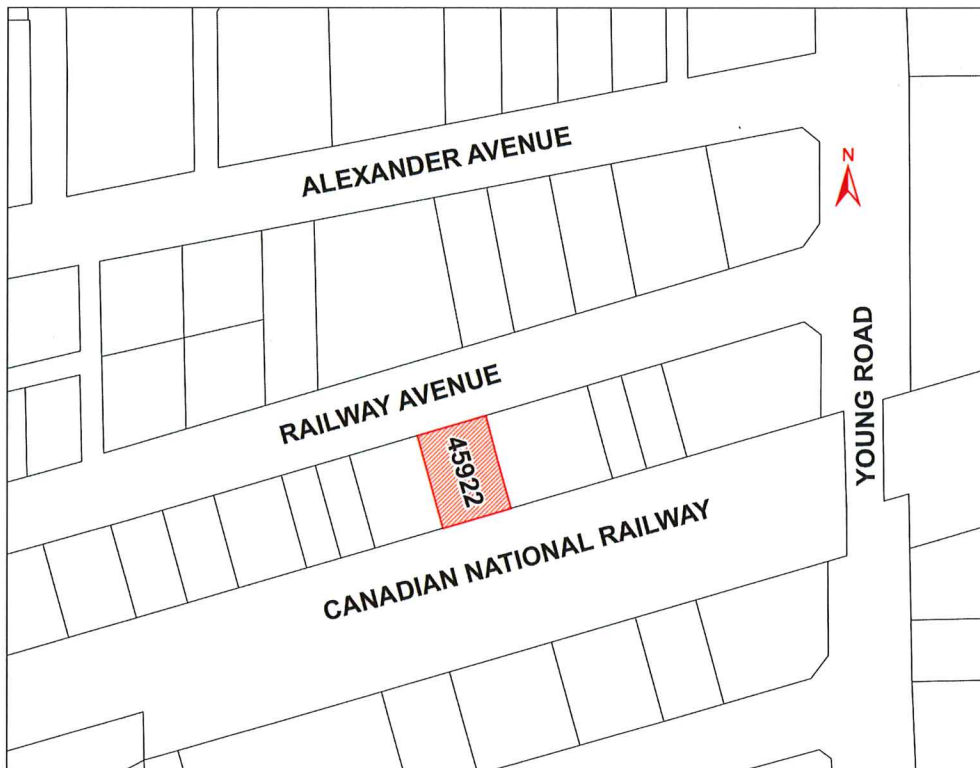 ALEXANDER AVENUE
N
YOUNG ROAD
RAILWAY AVENUE
45922
CANADIAN NATIONAL RAILWAY